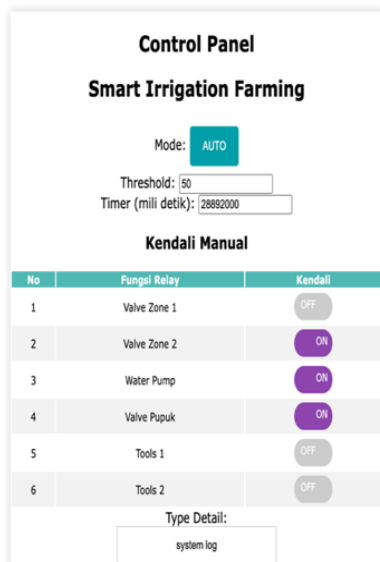 Control Panel
Smart Irrigation Farming
Mode: AUTO
Threshold: 50
Timer (mili detik): 28892000
Kendali Manual
No Fungsi Relay Kendali
1 Valve Zone 1 OFF
2 Valve Zone 2 ON
3 Water Pump ON
4 Valve Pupuk ON
5 Tools 1 OFF
6 Tools 2 OFF
Type Detail:
system log